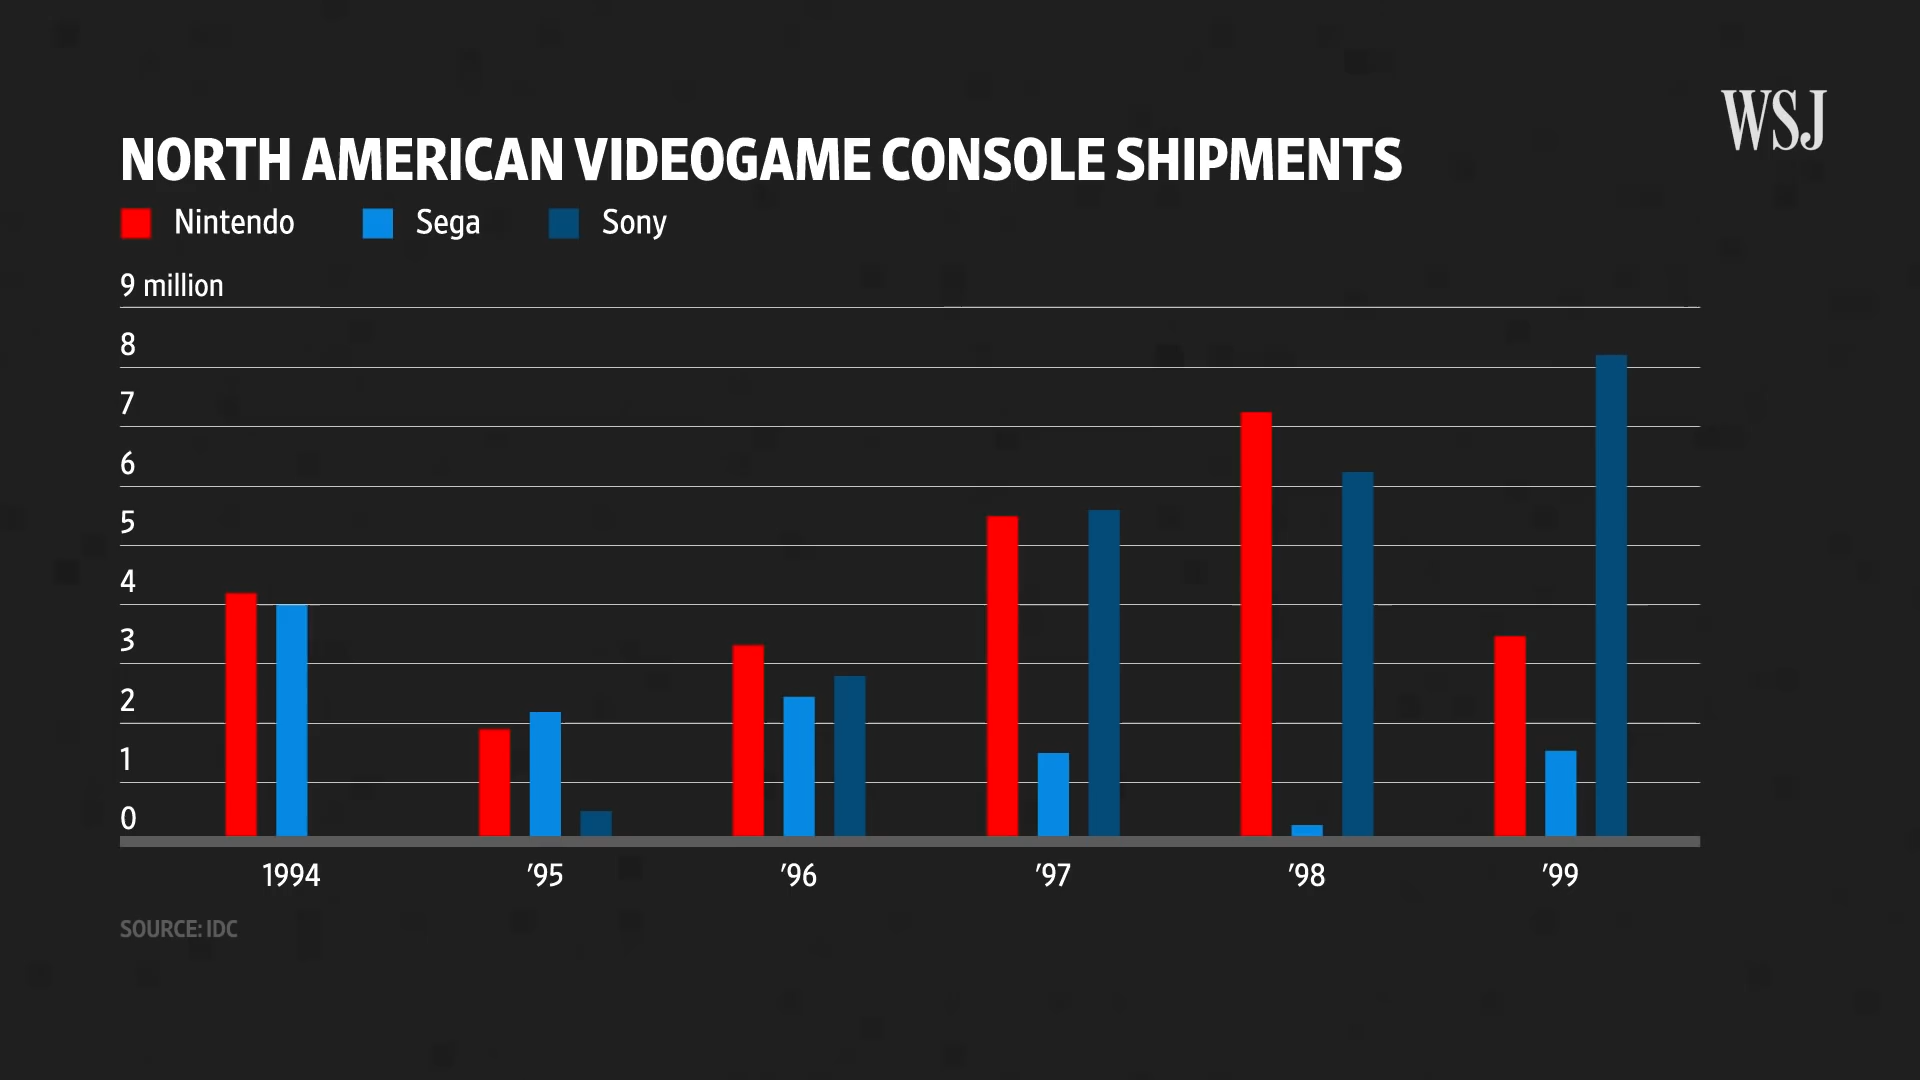 WSJ
NORTH AMERICAN VIDEOGAME CONSOLE SHIPMENTS
Nintendo Sega Sony
9 million
8
7
6
5
4
3
2
1
0
1994 ’95 ’96 ’97 ’98 ’99
SOURCE: IDC